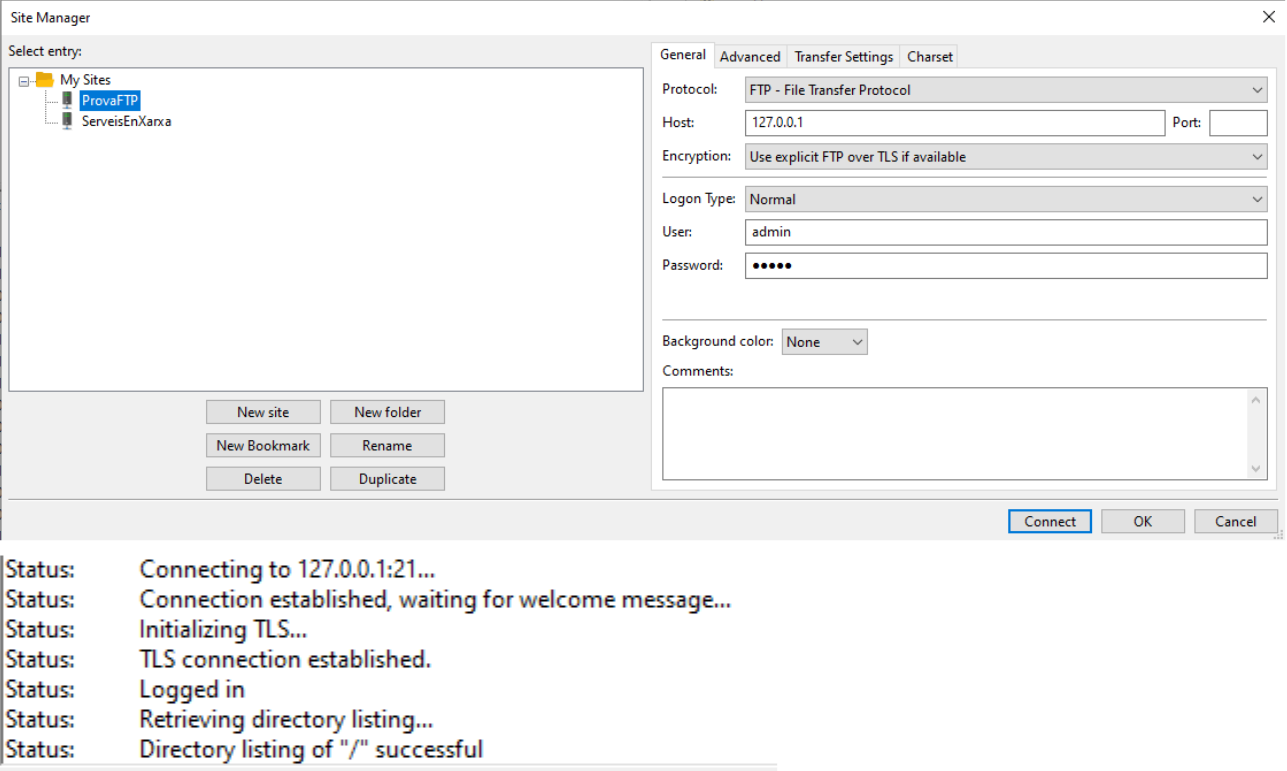 Site Manager
Select entry:
My Sites
ProvaFTP
ServeisEnXarxa
New site New folder
New Bookmark Rename
Delete Duplicate
General Advanced Transfer Settings Charset
Protocol: FTP - File Transfer Protocol
Host: 127.0.0.1 Port:
Encryption: Use explicit FTP over TLS if available
Logon Type: Normal
User: admin
Password: •••••
Background color: None
Comments:
Connect OK Cancel
Status: Connecting to 127.0.0.1:21...
Status: Connection established, waiting for welcome message...
Status: Initializing TLS...
Status: TLS connection established.
Status: Logged in
Status: Retrieving directory listing...
Status: Directory listing of "/" successful